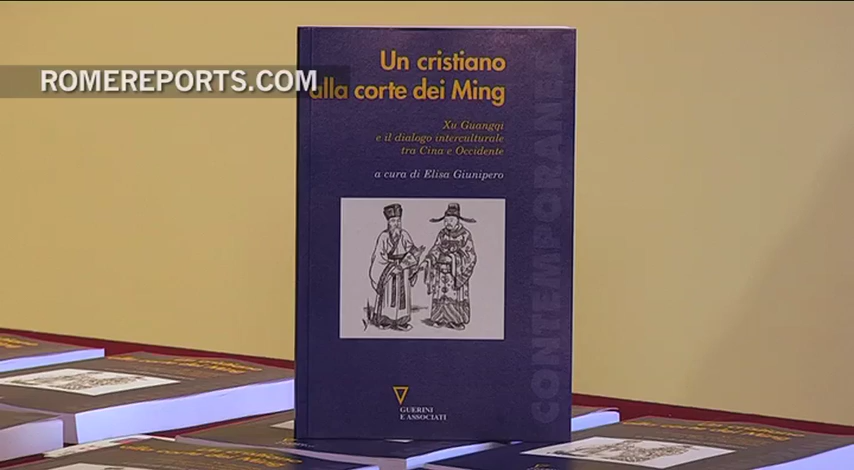 ROMEREPORTS.COM
Un cristiano
alla corte dei Ming
Xu Guangqi
e il dialogo interculturale
tra Cina e Occidente
a cura di Elisa Giunipero
CONTEMPORANEA
GUERINI
E ASSOCIATI